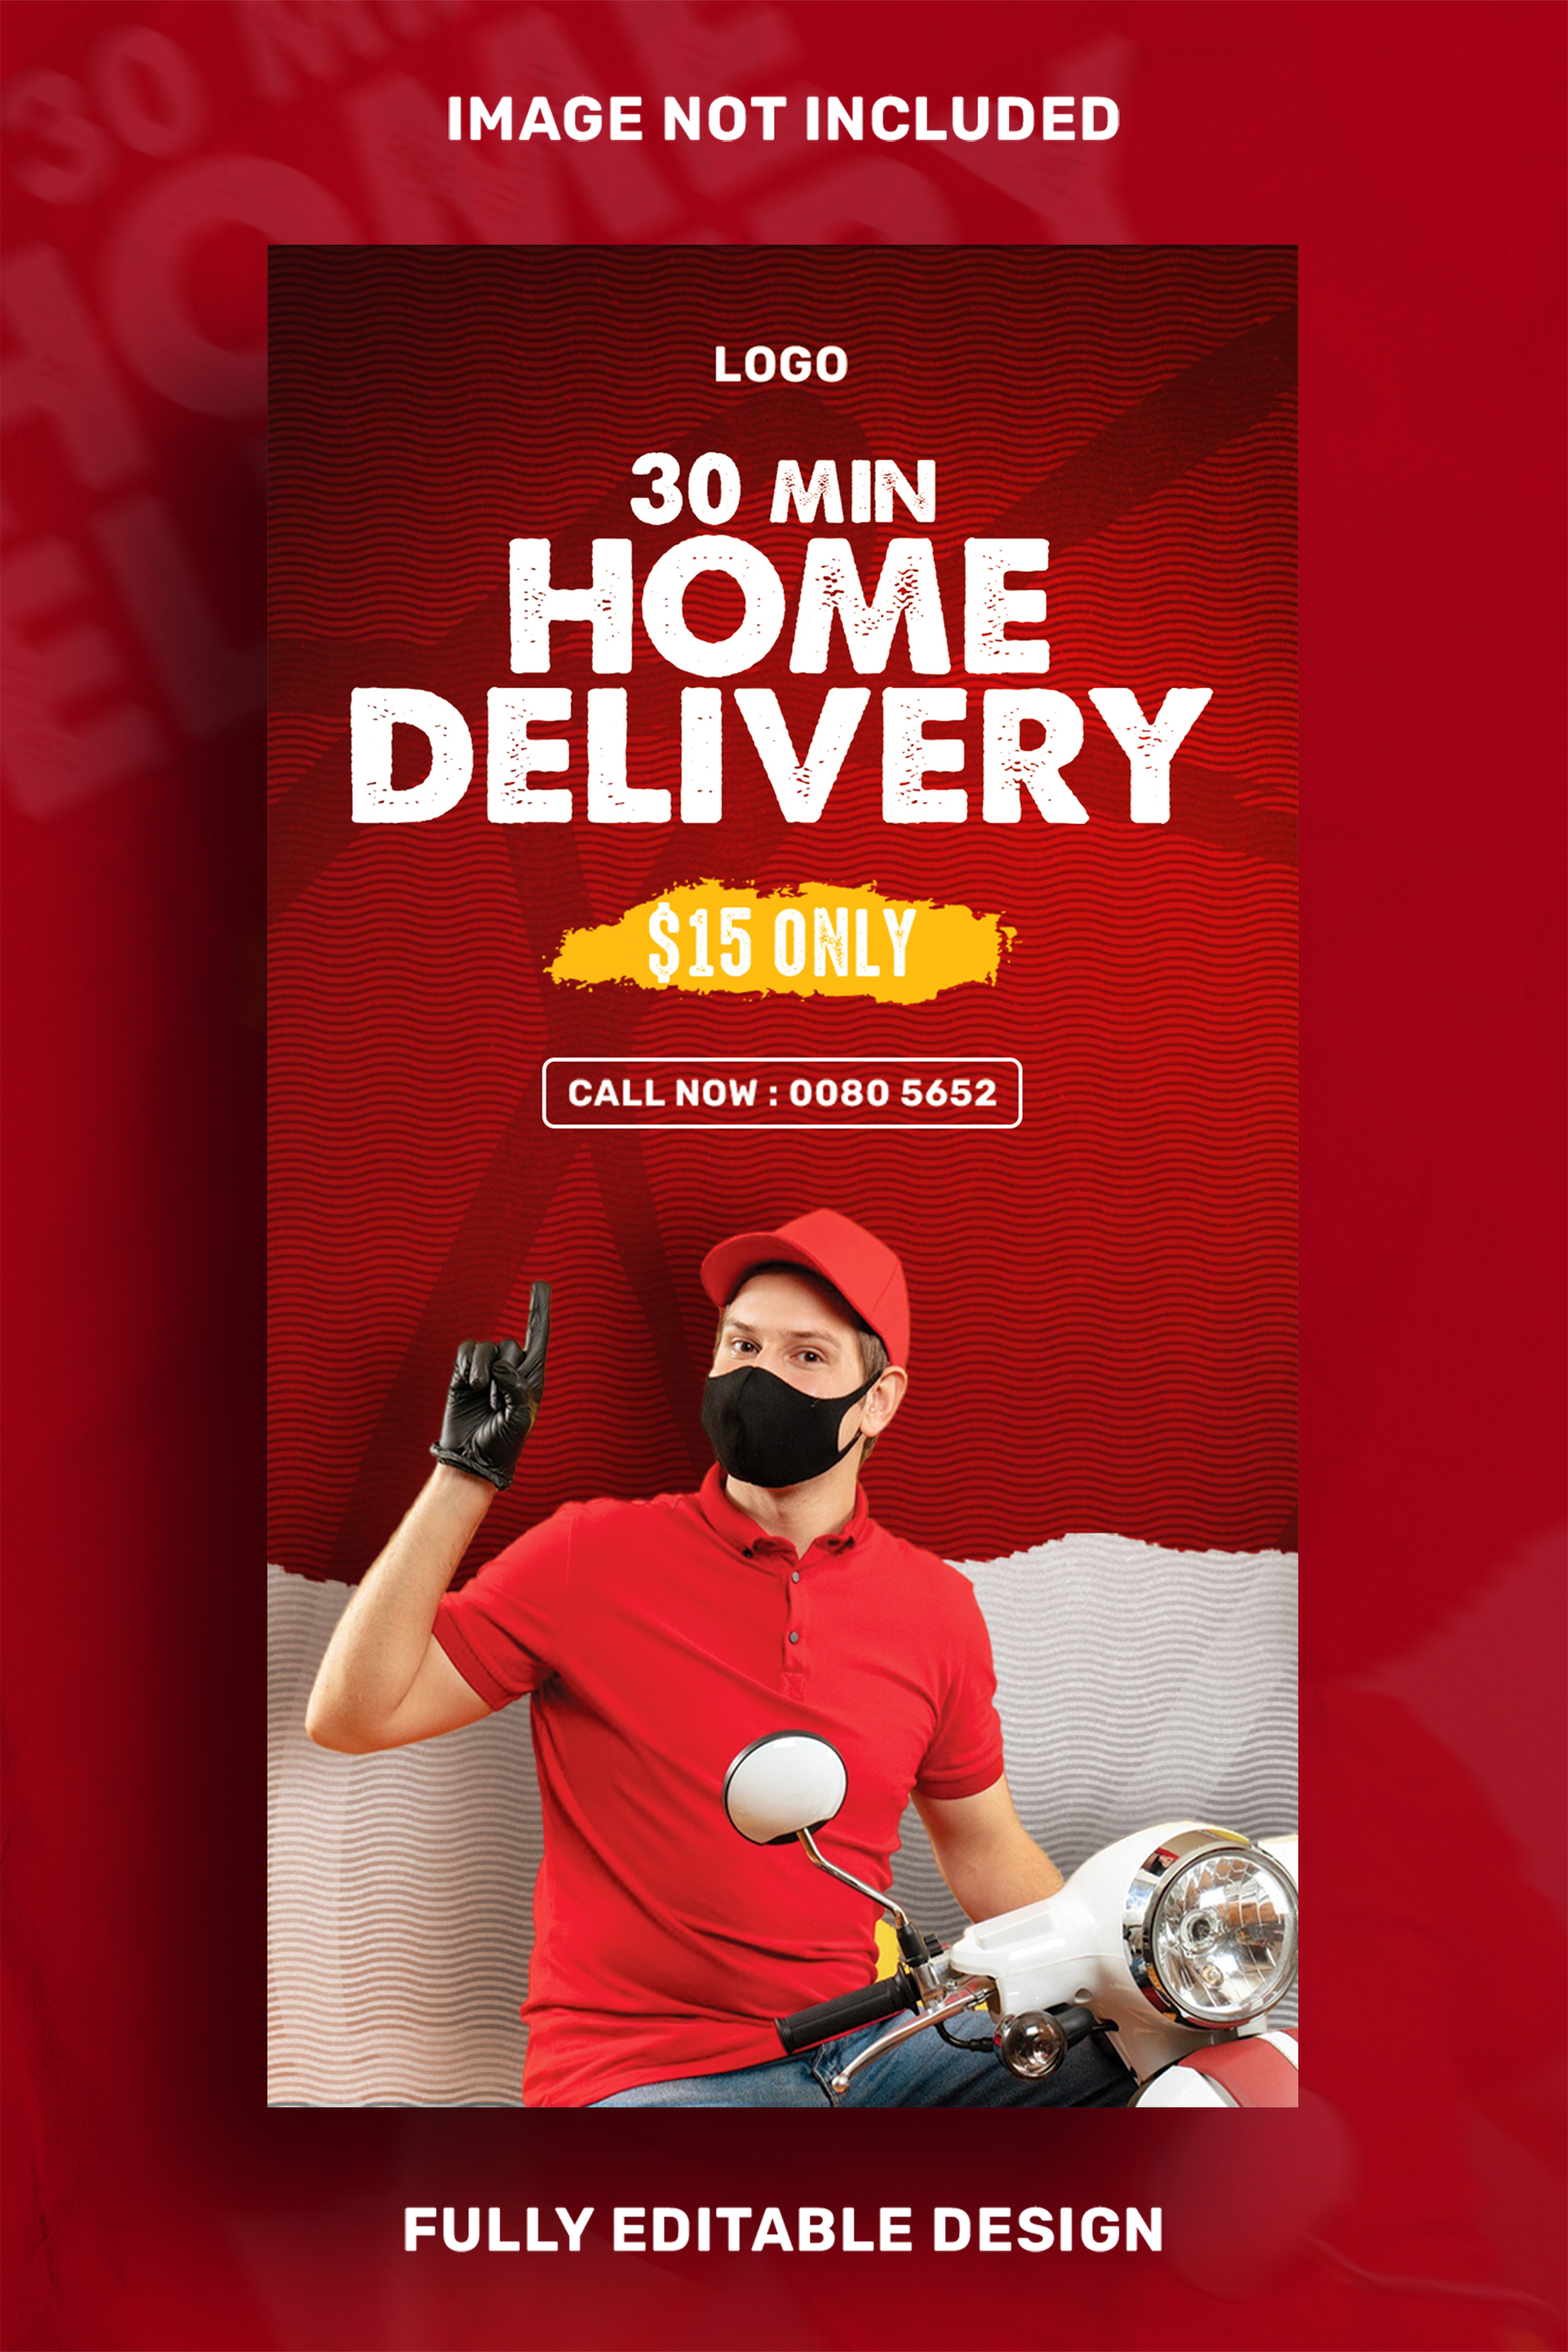 IMAGE NOT INCLUDED
LOGO
30 MIN
HOME
DELIVERY
$15 ONLY
CALL NOW : 0080 5652
FULLY EDITABLE DESIGN